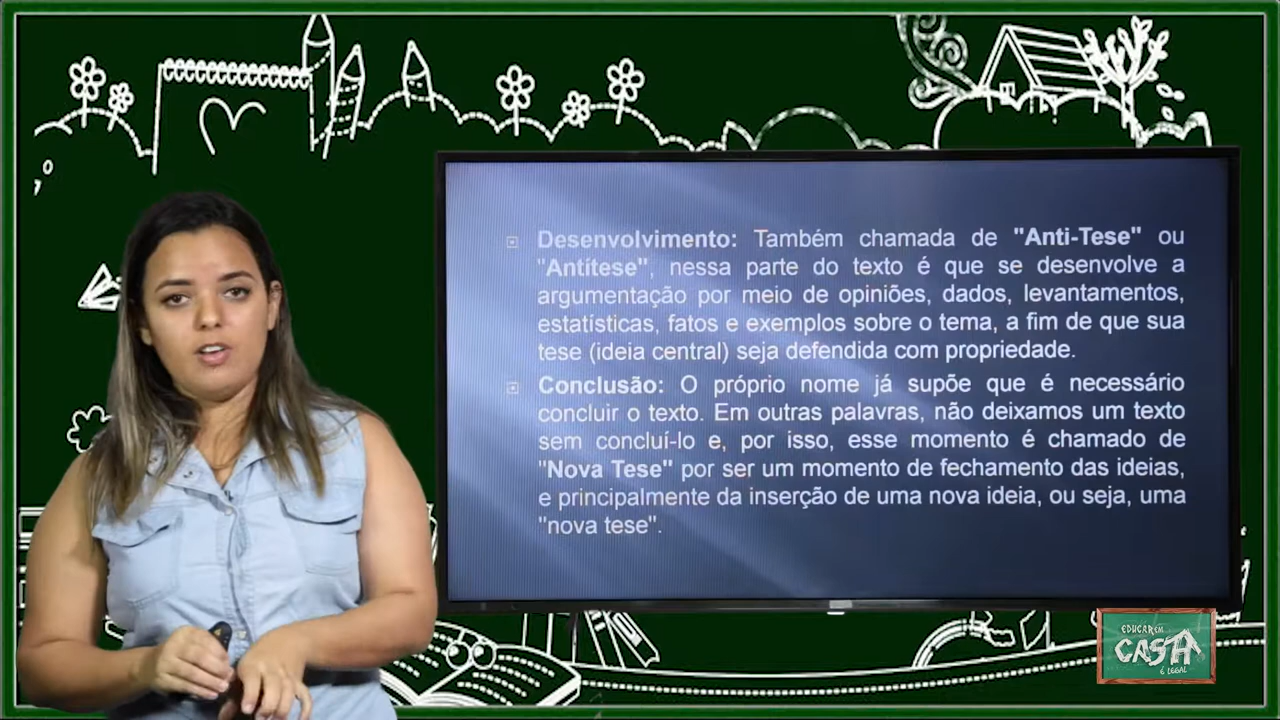 Desenvolvimento: Também chamada de "Anti-Tese" ou
"Antítese", nessa parte do texto é que se desenvolve a
argumentação por meio de opiniões, dados, levantamentos,
estatísticas, fatos e exemplos sobre o tema, a fim de que sua
tese (ideia central) seja defendida com propriedade.
Conclusão: O próprio nome já supõe que é necessário
concluir o texto. Em outras palavras, não deixamos um texto
sem concluí-lo e, por isso, esse momento é chamado de
"Nova Tese" por ser um momento de fechamento das ideias,
e principalmente da inserção de uma nova ideia, ou seja, uma
"nova tese".
EDUCAR EM
CASA
É LEGAL